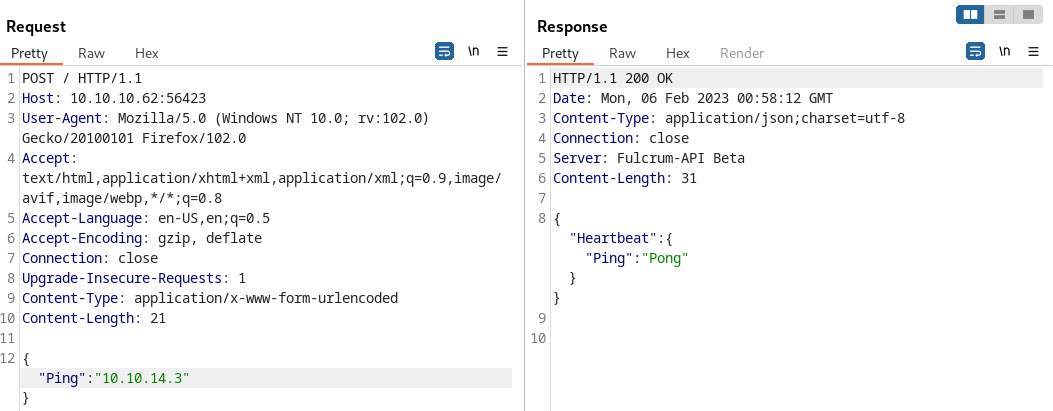 Request
Pretty Raw Hex \n
1 POST / HTTP/1.1
2 Host: 10.10.10.62:56423
3 User-Agent: Mozilla/5.0 (Windows NT 10.0; rv:102.0)
Gecko/20100101 Firefox/102.0
4 Accept:
text/html,application/xhtml+xml,application/xml;q=0.9,image/
avif,image/webp,*/*;q=0.8
5 Accept-Language: en-US,en;q=0.5
6 Accept-Encoding: gzip, deflate
7 Connection: close
8 Upgrade-Insecure-Requests: 1
9 Content-Type: application/x-www-form-urlencoded
10 Content-Length: 21
11
12 {
"Ping":"10.10.14.3"
}
Response
Pretty Raw Hex Render \n
1 HTTP/1.1 200 OK
2 Date: Mon, 06 Feb 2023 00:58:12 GMT
3 Content-Type: application/json;charset=utf-8
4 Connection: close
5 Server: Fulcrum-API Beta
6 Content-Length: 31
7
8 {
"Heartbeat":{
"Ping":"Pong"
}
}
9
10